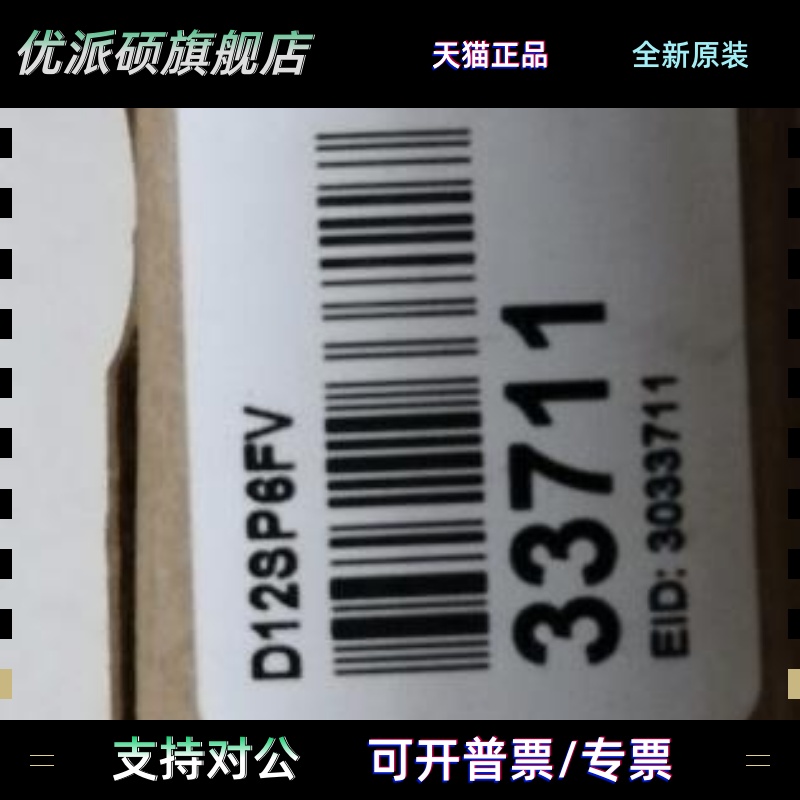 优派硕旗舰店
天猫正品
全新原装
D12SP6FV
33711
EID: 3033711
支持对公
可开普票/专票